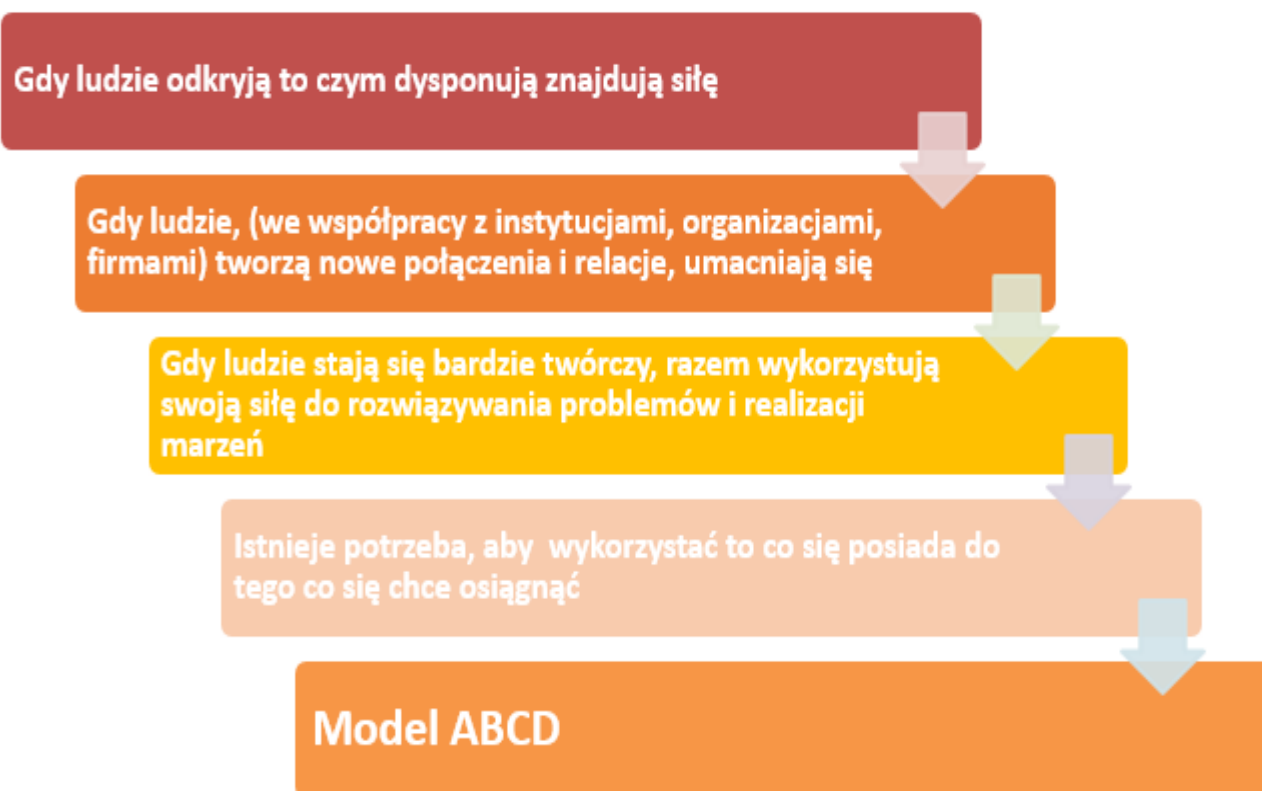 Gdy ludzie odkryją to czym dysponują znajdują siłę
Gdy ludzie, (we współpracy z instytucjami, organizacjami,
firmami) tworzą nowe połączenia i relacje, umacniają się
Gdy ludzie stają się bardzie twórczy, razem wykorzystują
swoją siłę do rozwiązywania problemów i realizacji
marzeń
Istnieje potrzeba, aby  wykorzystać to co się posiada do
tego co się chce osiągnąć
Model ABCD